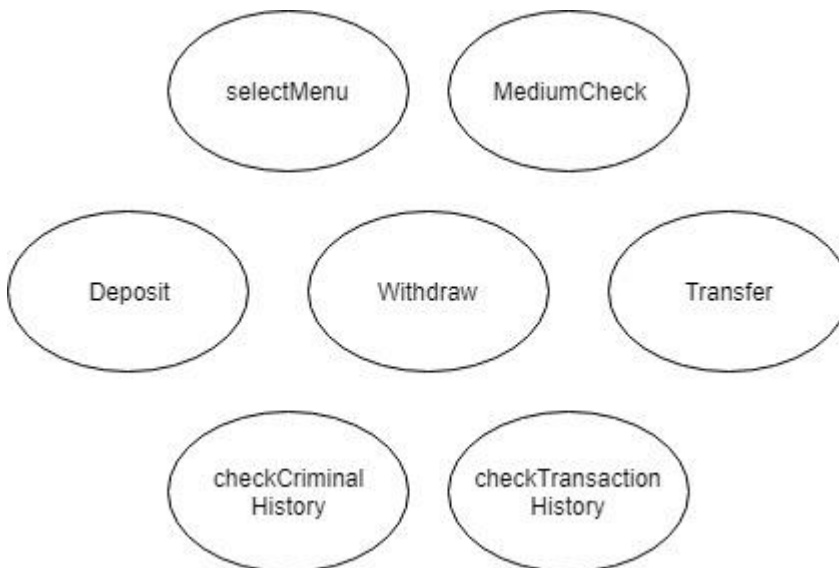 selectMenu
MediumCheck
Deposit
Withdraw
Transfer
checkCriminal
History
checkTransaction
History